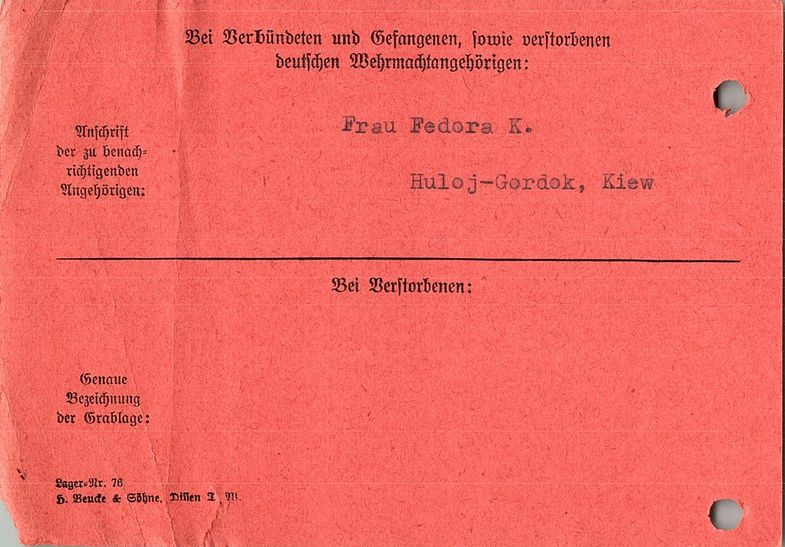 Bei Verbündeten und Gefangenen, sowie verstorbenen
deutschen Wehrmachtangehörigen:
Anschrift
der zu benach=
richtigenden
Angehörigen:
Frau Fedora K.
Huloj-Gordok, Kiew
Bei Verstorbenen:
Genaue
Bezeichnung
der Grablage:
Lager=Nr. 76
H. Beucke & Söhne, Dissen T. W.